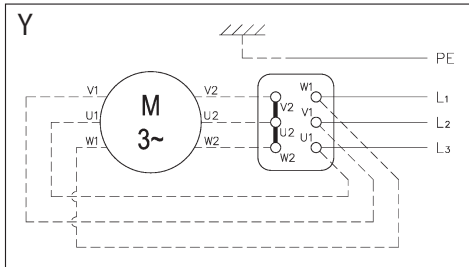 Y
PE
V1 V2 W1 L1
V2 V1
U1 M U2 L2
U2 U1
W1 3~ W2 L3
W2